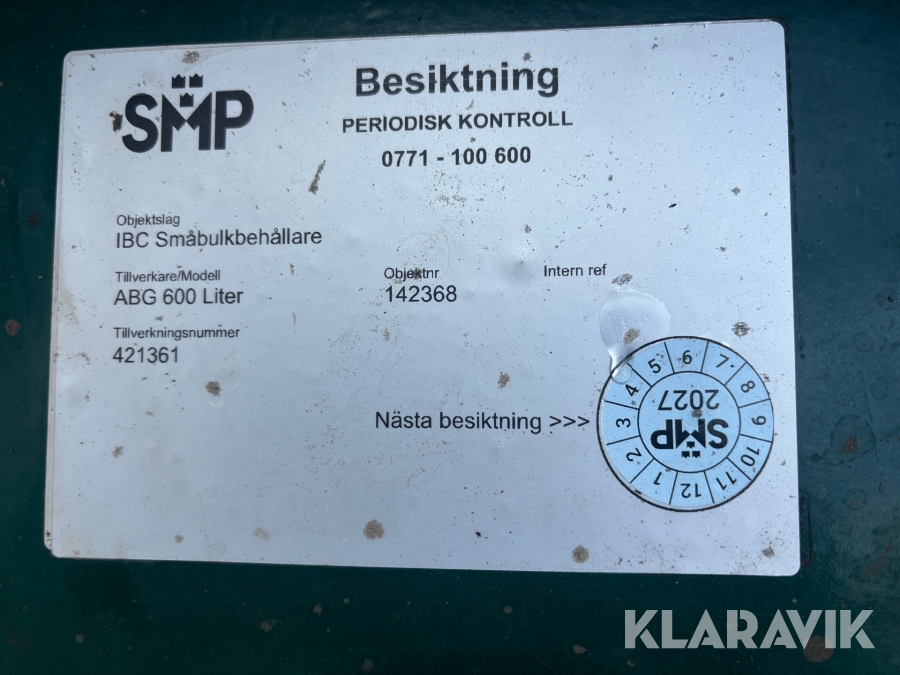 SMP
Besiktning
PERIODISK KONTROLL
0771 - 100 600
Objektslag
IBC Småbulkbehållare
Tillverkare/Modell
ABG 600 Liter
Objektnr
142368
Intern ref
Tillverkningsnummer
421361
Nästa besiktning >>>
1 2 3 4 5 6 7 8 9 10 11 12
SMP
2027
KLARAVIK